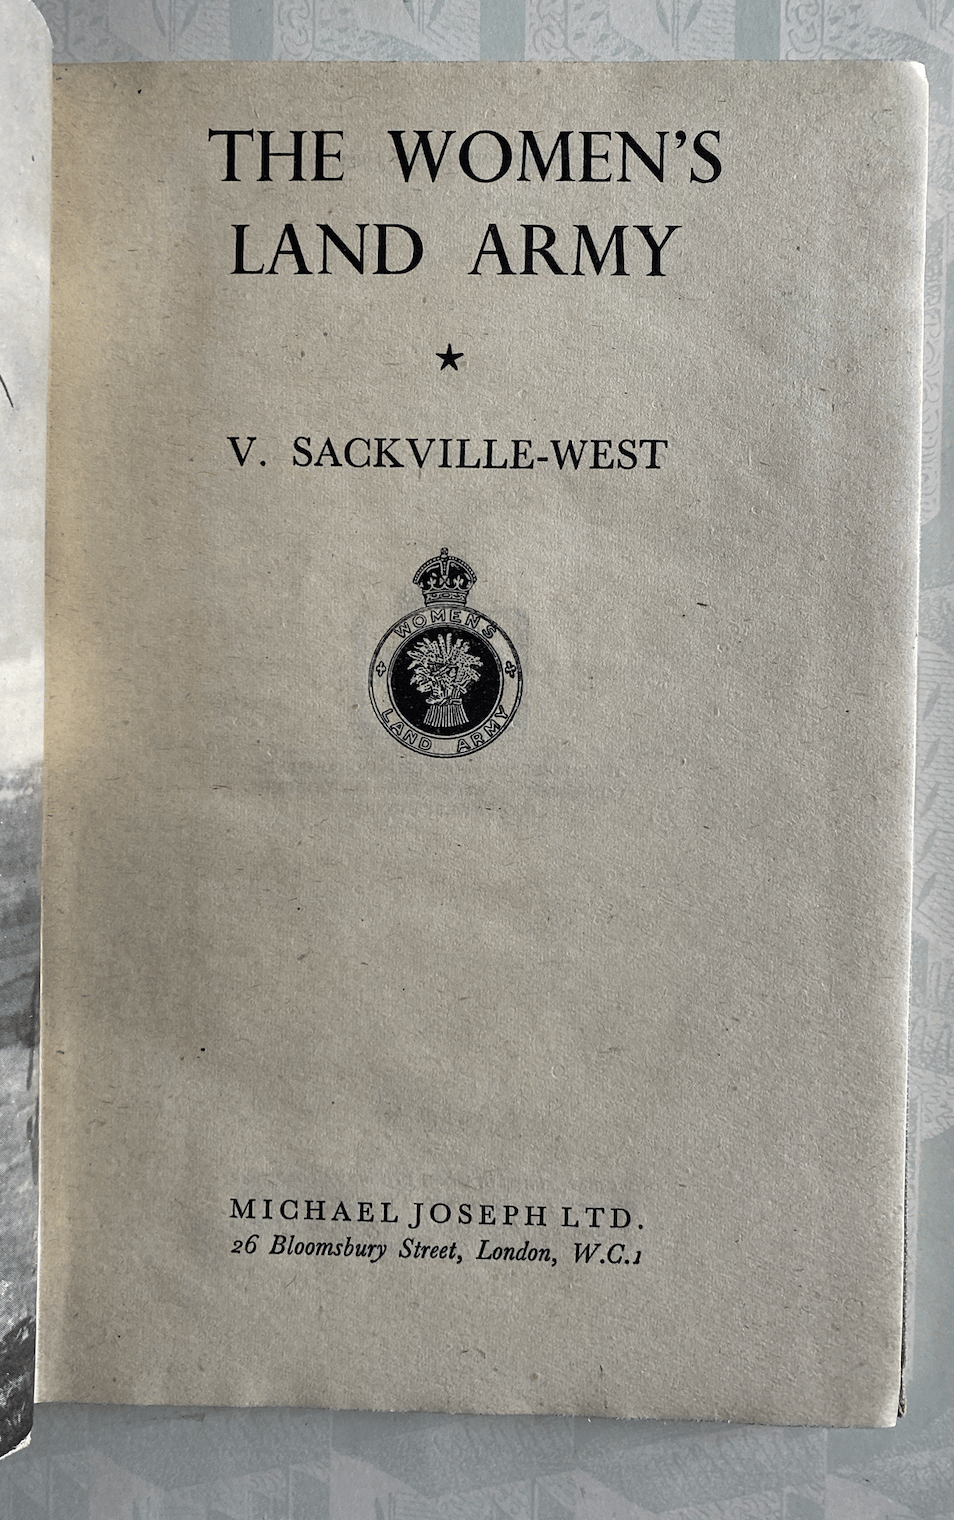 THE WOMEN'S
LAND ARMY
★
V. SACKVILLE-WEST
WOMEN'S
LAND ARMY
MICHAEL JOSEPH LTD.
26 Bloomsbury Street, London, W.C.1